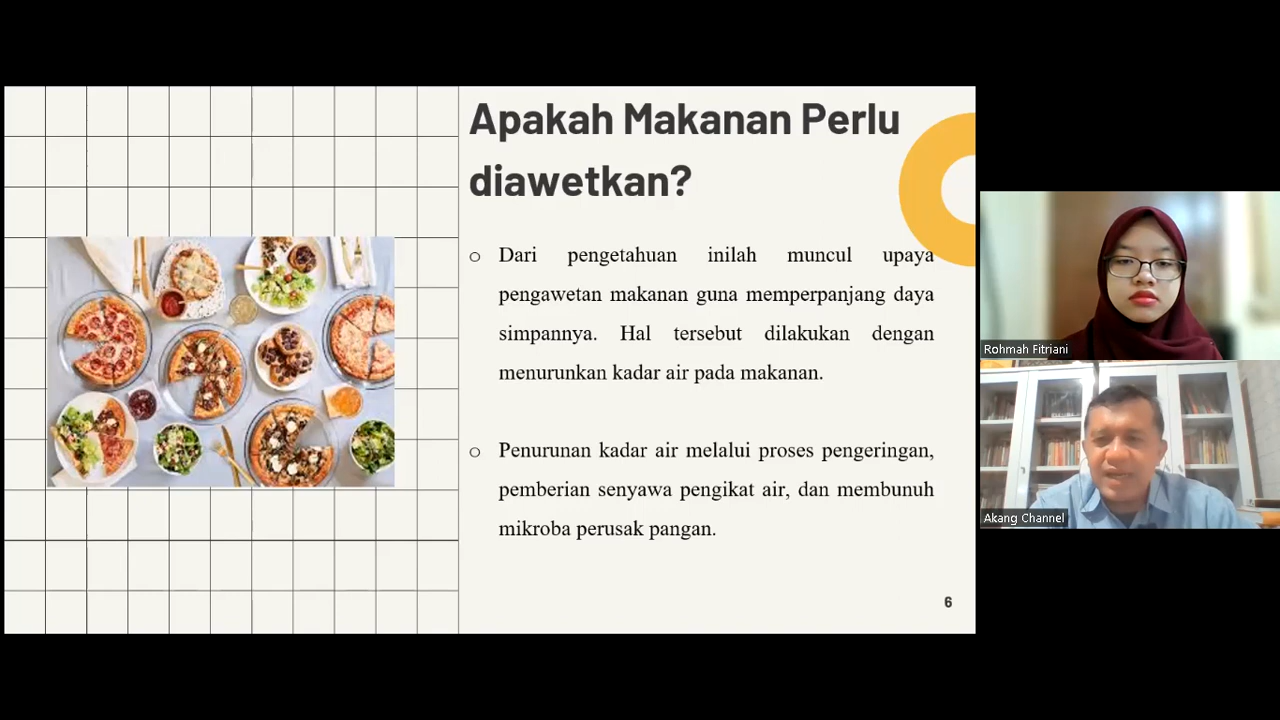 Apakah Makanan Perlu
diawetkan?
o Dari pengetahuan inilah muncul upaya
pengawetan makanan guna memperpanjang daya
simpannya. Hal tersebut dilakukan dengan
menurunkan kadar air pada makanan.
o Penurunan kadar air melalui proses pengeringan,
pemberian senyawa pengikat air, dan membunuh
mikroba perusak pangan.
6
Rohmah Fitriani
Akang Channel